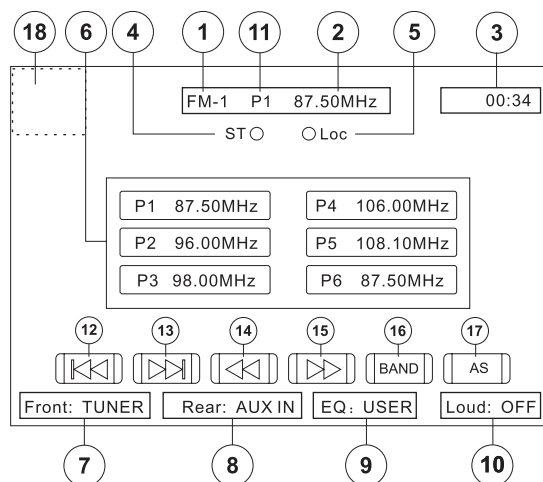 18 6 4 1 11 2 5 3
FM-1 P1 87.50MHz 00:34
ST Loc
P1 87.50MHz P4 106.00MHz
P2 96.00MHz P5 108.10MHz
P3 98.00MHz P6 87.50MHz
12 13 14 15 16 17
BAND AS
Front: TUNER Rear: AUX IN EQ: USER Loud: OFF
7 8 9 10